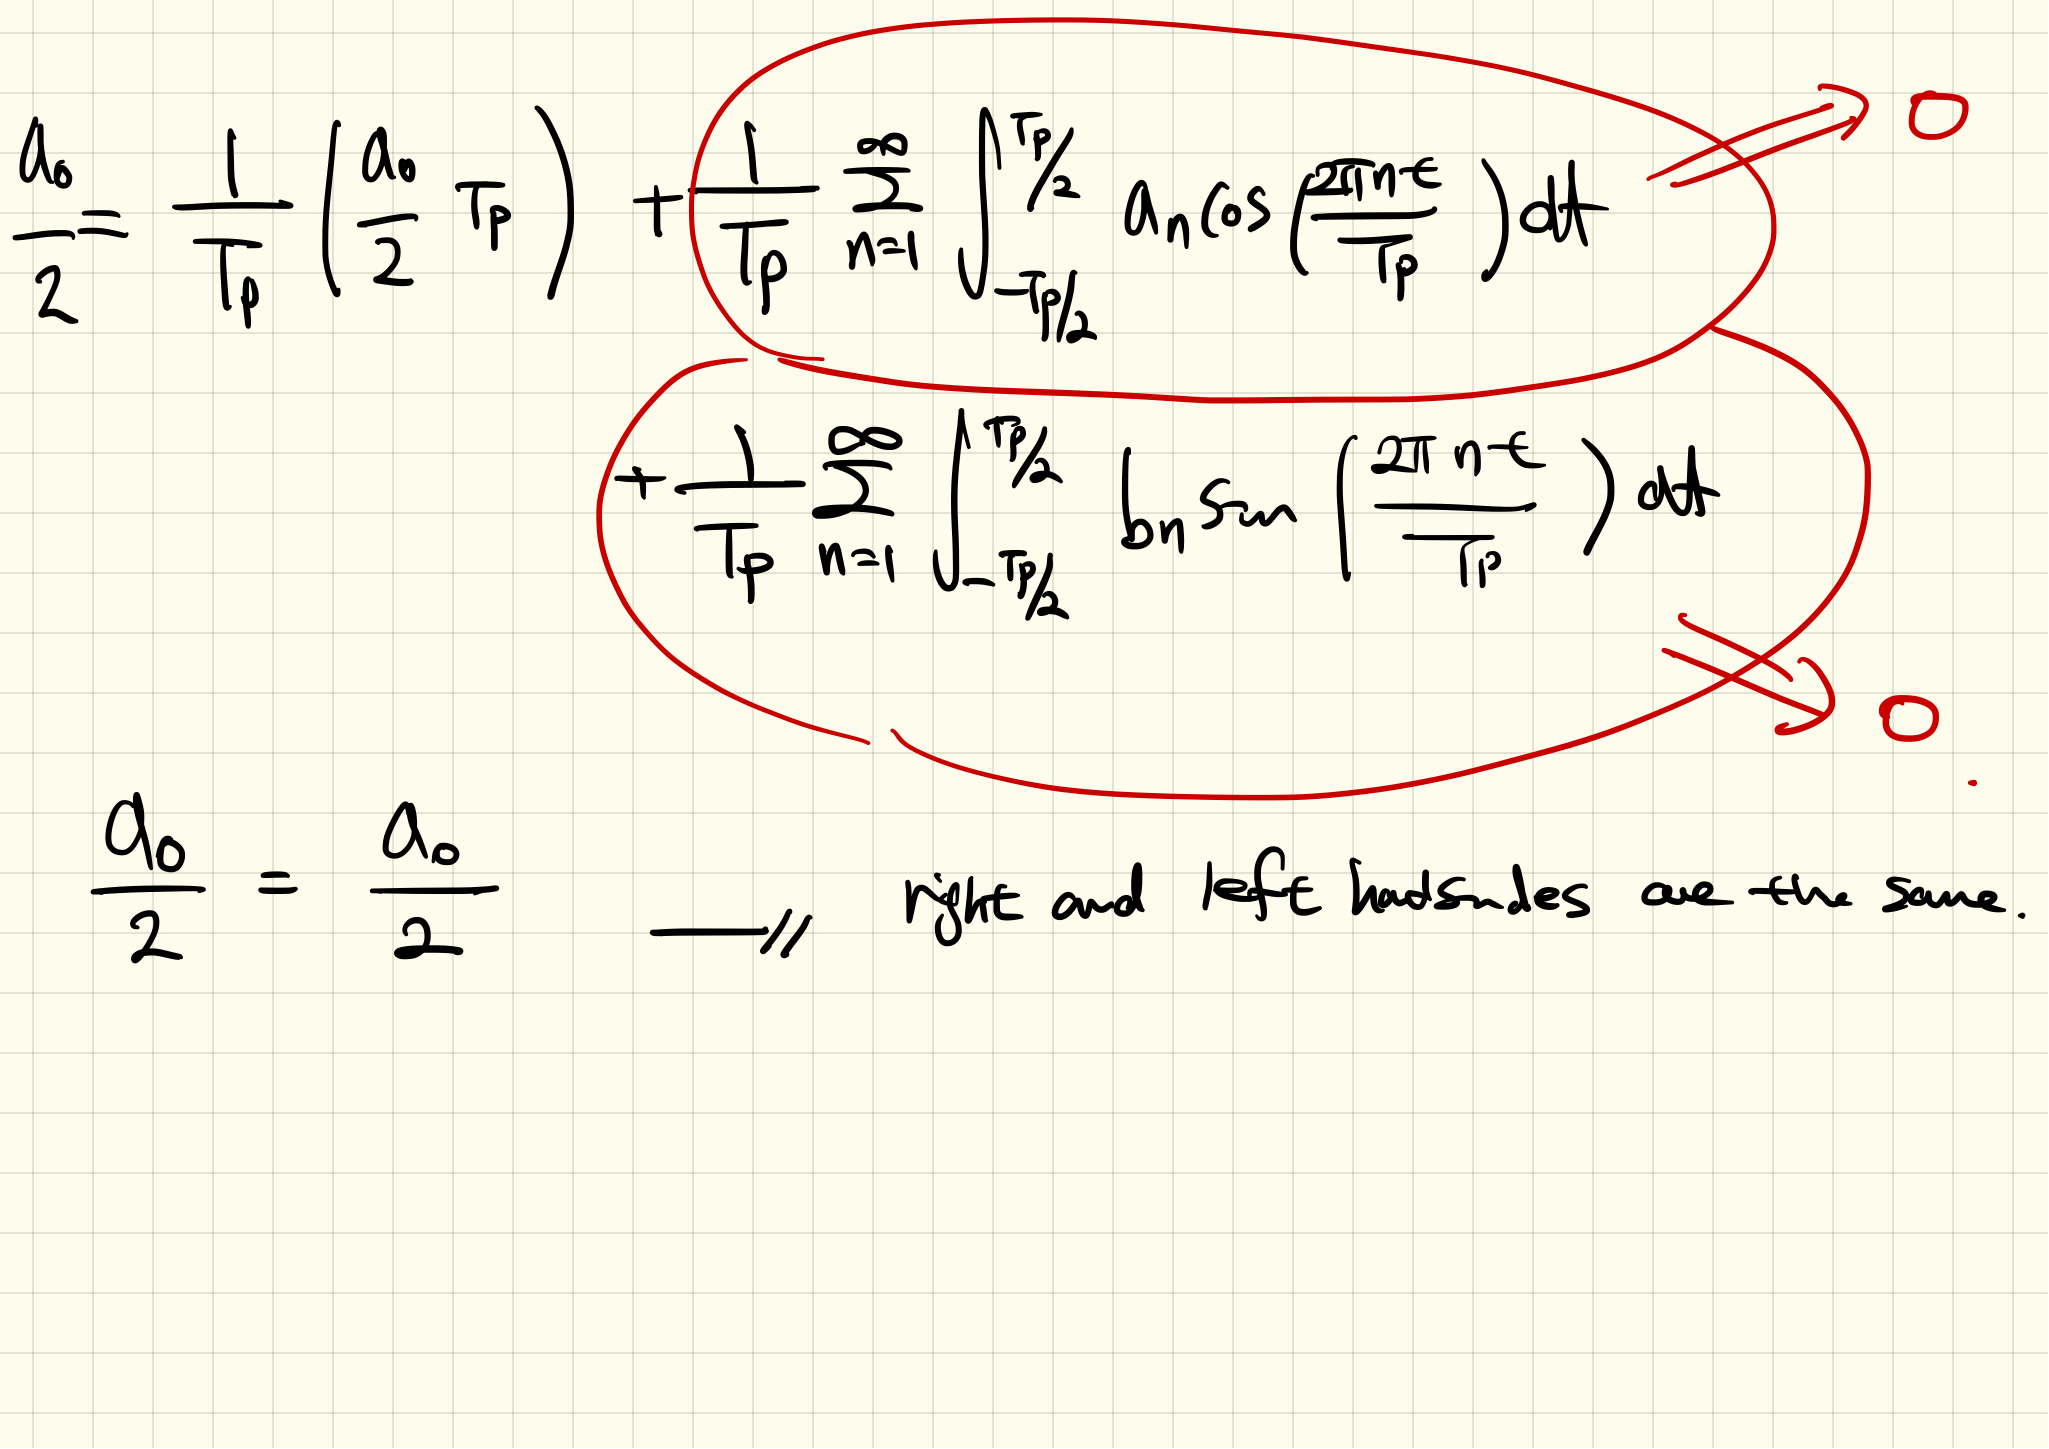 a₀/2 = 1/Tp (a₀/2 Tp) + 1/Tp ∑_{n=1}^{∞} ∫_{-Tp/2}^{Tp/2} aₙ cos(2πnt/Tp) dt ⇒ 0
+ 1/Tp ∑_{n=1}^{∞} ∫_{-Tp/2}^{Tp/2} bₙ sin(2πnt/Tp) dt ⇒ 0
a₀/2 = a₀/2 —// right and left handsides are the same.